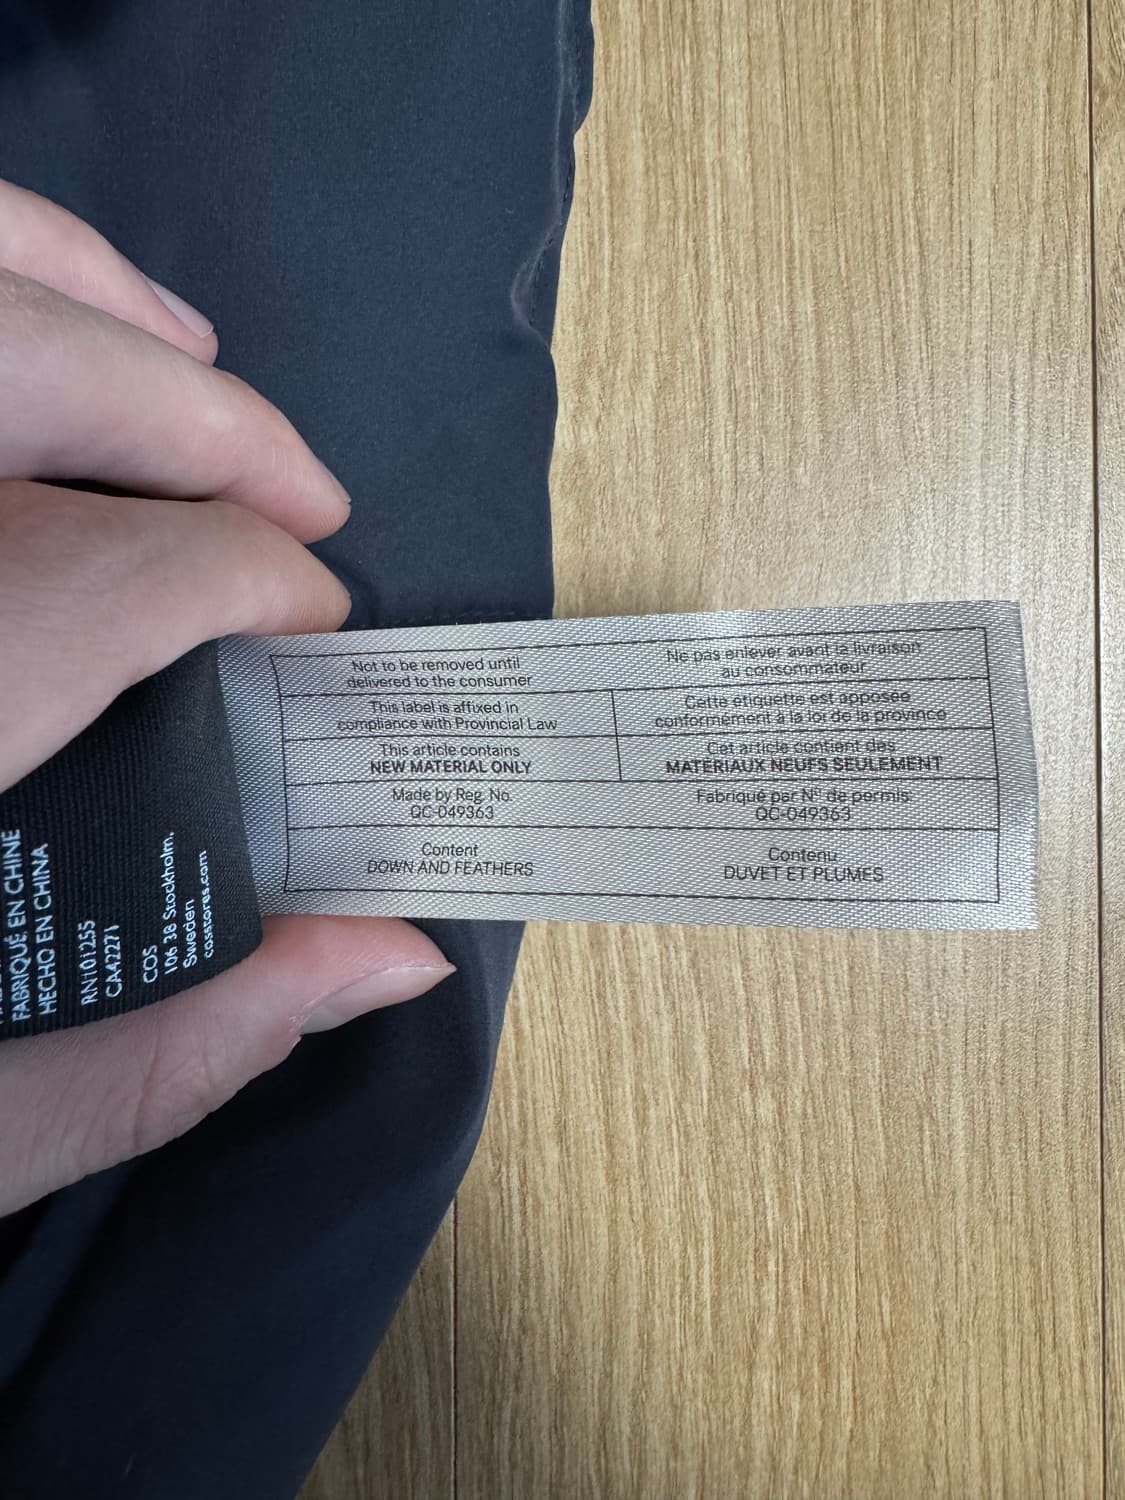 Not to be removed until
delivered to the consumer
Ne pas enlever avant la livraison
au consommateur
This label is affixed in
compliance with Provincial Law
Cette étiquette est apposée
conformément à la loi de la province
This article contains
NEW MATERIAL ONLY
Cet article contient des
MATÉRIAUX NEUFS SEULEMENT
Made by Reg. No.
QC-049363
Fabriqué par N° de permis.
QC-049363
Content
DOWN AND FEATHERS
Contenu
DUVET ET PLUMES
FABRIQUÉ EN CHINE
HECHO EN CHINA
RN101255
CA42271
COS
106 38 Stockholm,
Sweden
cosstores.com